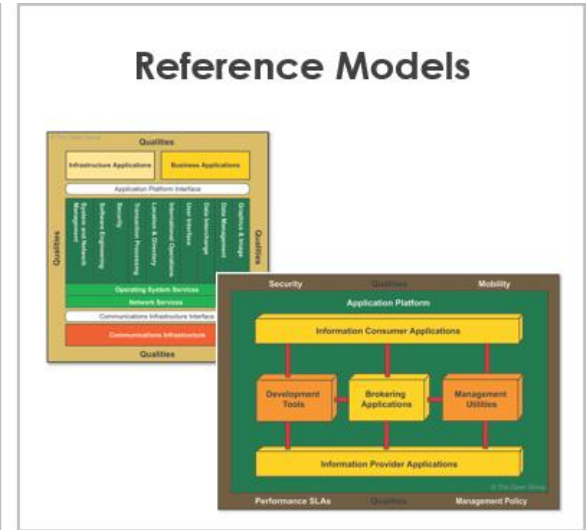 Reference Models
© The Open Group
Qualities
Infrastructure Applications
Business Applications
Application Platform Interface
Qualities
System and Network
Management
Software Engineering
Security
Transaction Processing
Location & Directory
International Operations
User Interface
Data Interchange
Data Management
Graphics & Image
Qualities
Operating System Services
Network Services
Communications Infrastructure Interface
Communications Infrastructure
Qualities
Security
Qualities
Mobility
Application Platform
Information Consumer Applications
Development
Tools
Brokering
Applications
Management
Utilities
Information Provider Applications
© The Open Group
Performance SLAs
Qualities
Management Policy